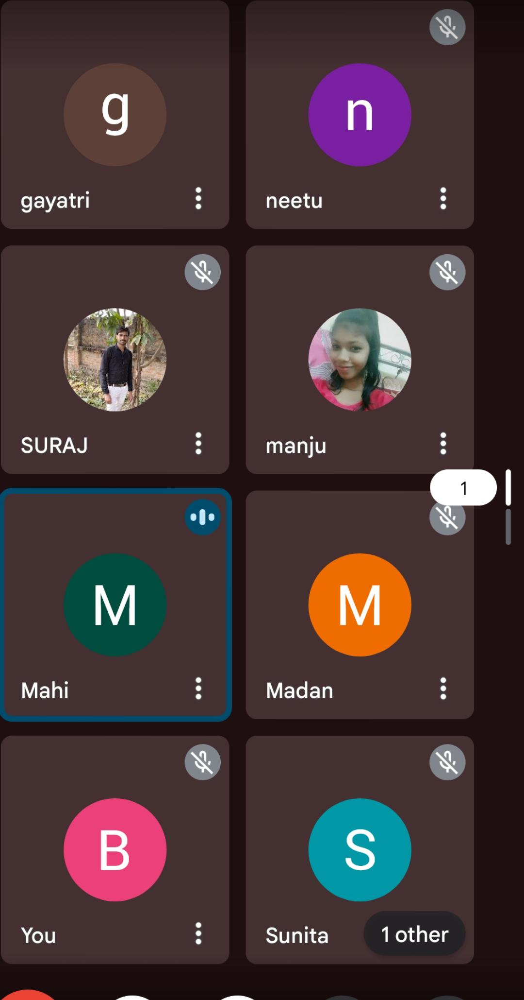 g
n
gayatri
neetu
SURAJ
manju
1
M
M
Mahi
Madan
B
S
You
Sunita
1 other